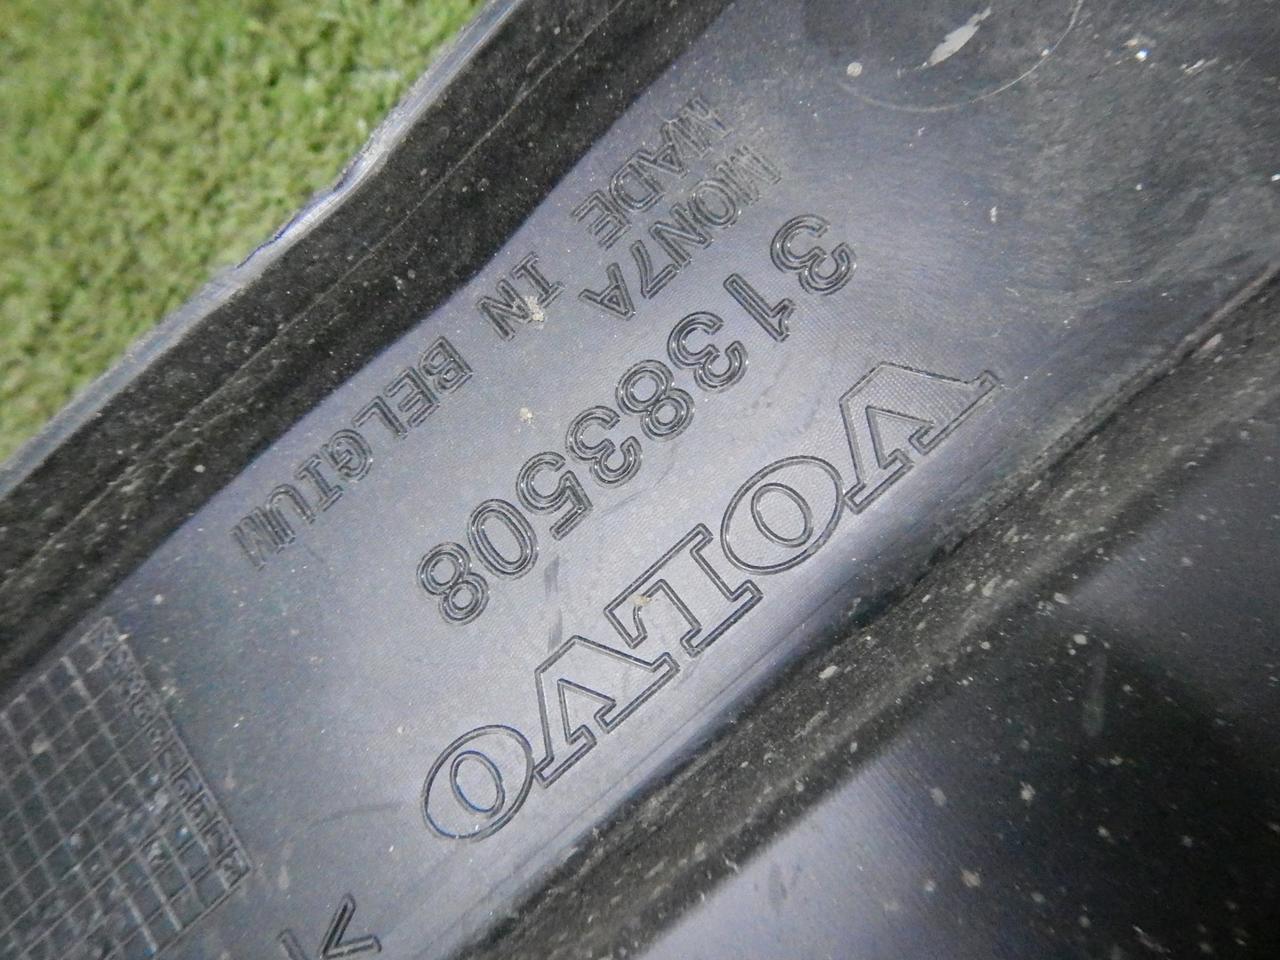 VOLVO
31383508
MON7A
MADE IN BELGIUM